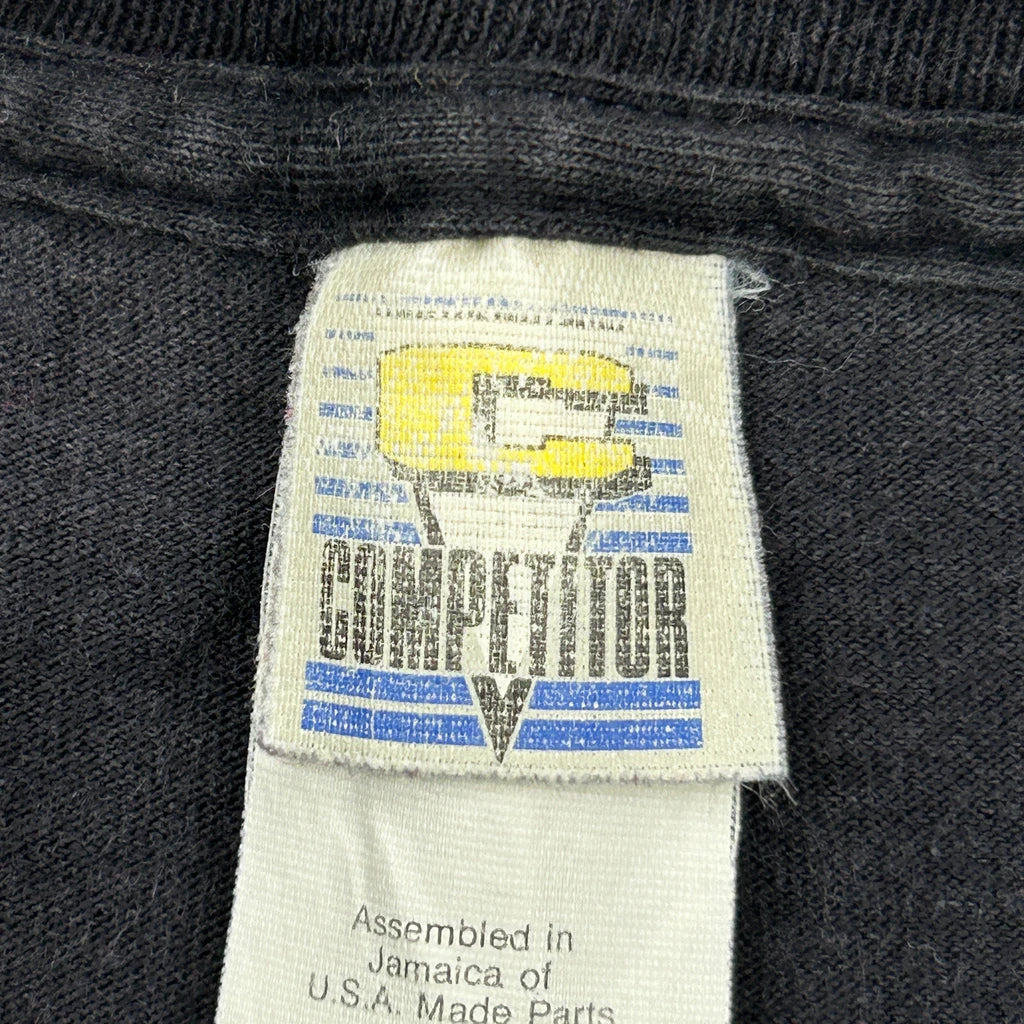 C
COMPETITOR
Assembled in
Jamaica of
U.S.A. Made Parts